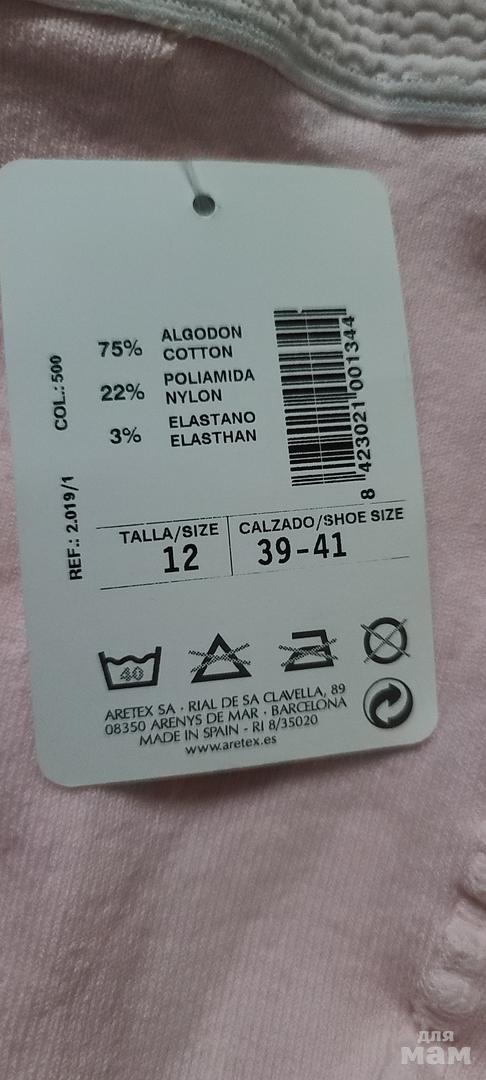 COL.: 500
REF.: 2.019/1
75% ALGODON
COTTON
22% POLIAMIDA
NYLON
3% ELASTANO
ELASTHAN
8 423021 001344
TALLA/SIZE
12
CALZADO/SHOE SIZE
39-41
40
ARETEX SA · RIAL DE SA CLAVELLA, 89
08350 ARENYS DE MAR · BARCELONA
MADE IN SPAIN - RI 8/35020
www.aretex.es
для
мам